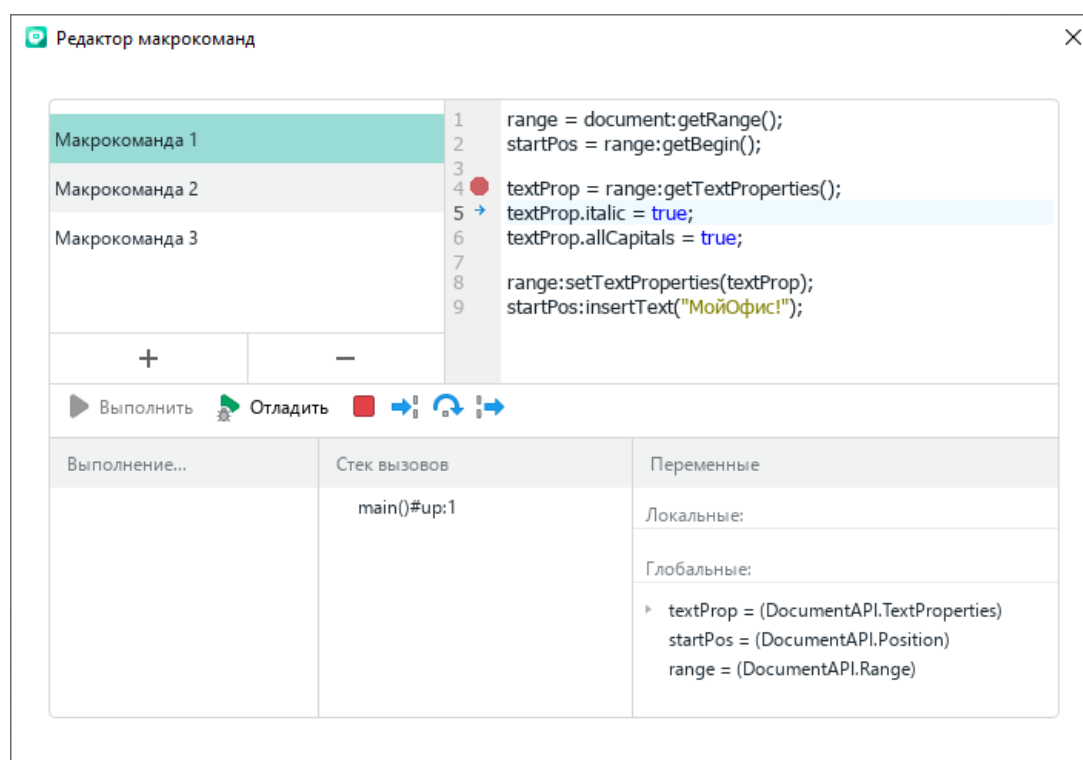 Редактор макрокоманд
Макрокоманда 1
Макрокоманда 2
Макрокоманда 3
1 range = document:getRange();
2 startPos = range:getBegin();
3
4 textProp = range:getTextProperties();
5 textProp.italic = true;
6 textProp.allCapitals = true;
7
8 range:setTextProperties(textProp);
9 startPos:insertText("МойОфис!");
Выполнить Отладить
Выполнение...
Стек вызовов
main()#up:1
Переменные
Локальные:
Глобальные:
textProp = (DocumentAPI.TextProperties)
startPos = (DocumentAPI.Position)
range = (DocumentAPI.Range)